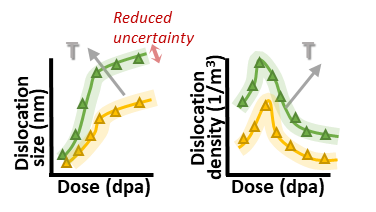 Reduced
uncertainty
T
T
Dislocation
size (nm)
Dislocation
density (1/m³)
Dose (dpa)
Dose (dpa)